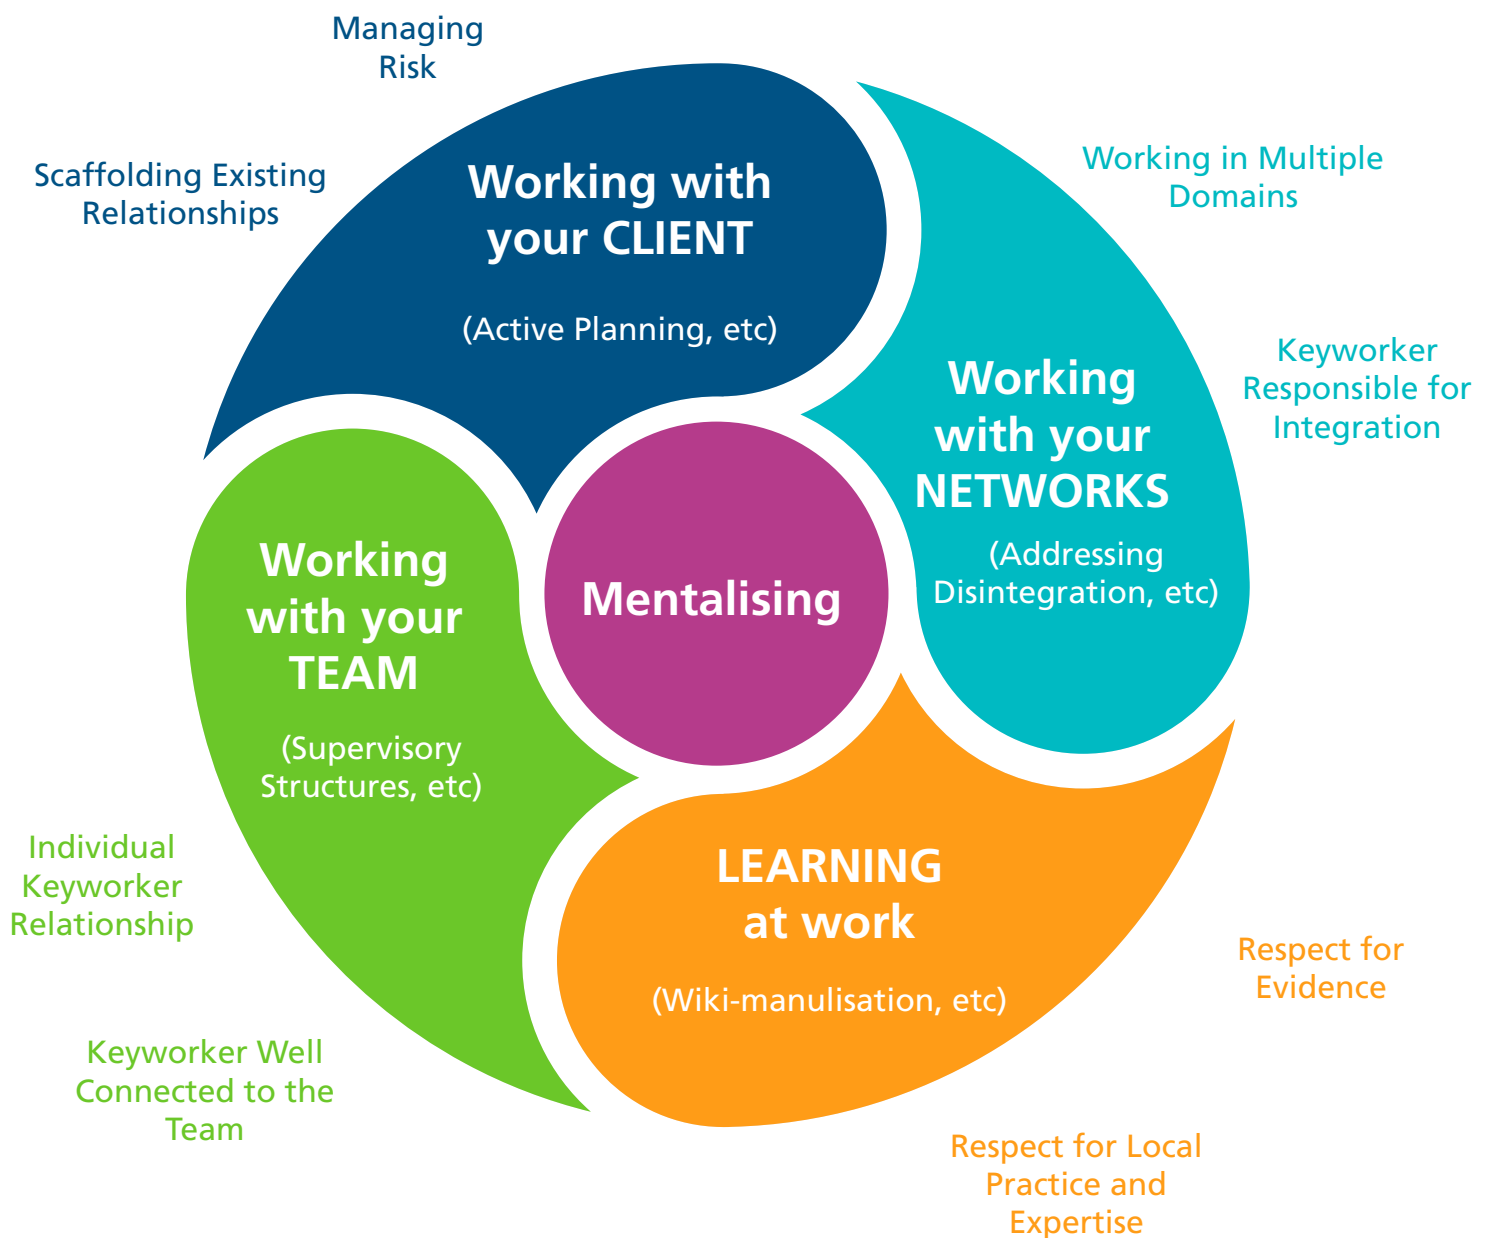 Managing
Risk
Scaffolding Existing
Relationships
Working with
your CLIENT
(Active Planning, etc)
Working in Multiple
Domains
Keyworker
Responsible for
Integration
Working
with your
NETWORKS
(Addressing
Disintegration, etc)
Mentalising
Working
with your
TEAM
(Supervisory
Structures, etc)
Individual
Keyworker
Relationship
Keyworker Well
Connected to the
Team
LEARNING
at work
(Wiki-manulisation, etc)
Respect for
Evidence
Respect for Local
Practice and
Expertise